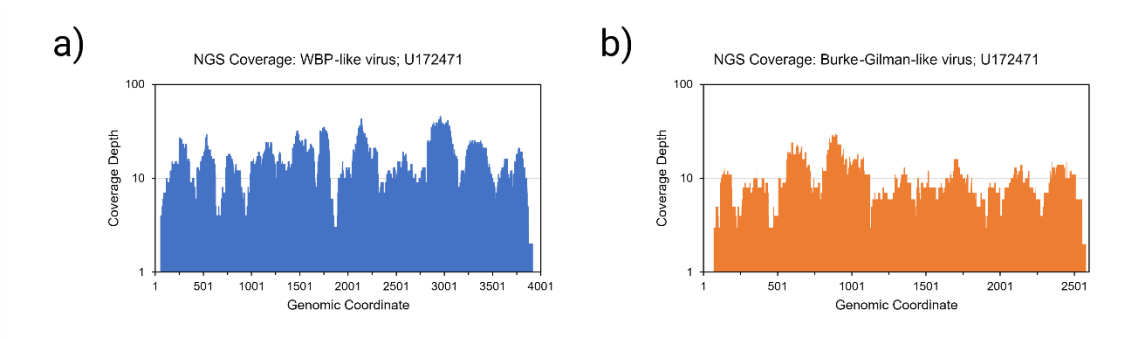 a)
NGS Coverage: WBP-like virus; U172471
100
10
1
Coverage Depth
1 501 1001 1501 2001 2501 3001 3501 4001
Genomic Coordinate
b)
NGS Coverage: Burke-Gilman-like virus; U172471
100
10
1
Coverage Depth
1 501 1001 1501 2001 2501
Genomic Coordinate